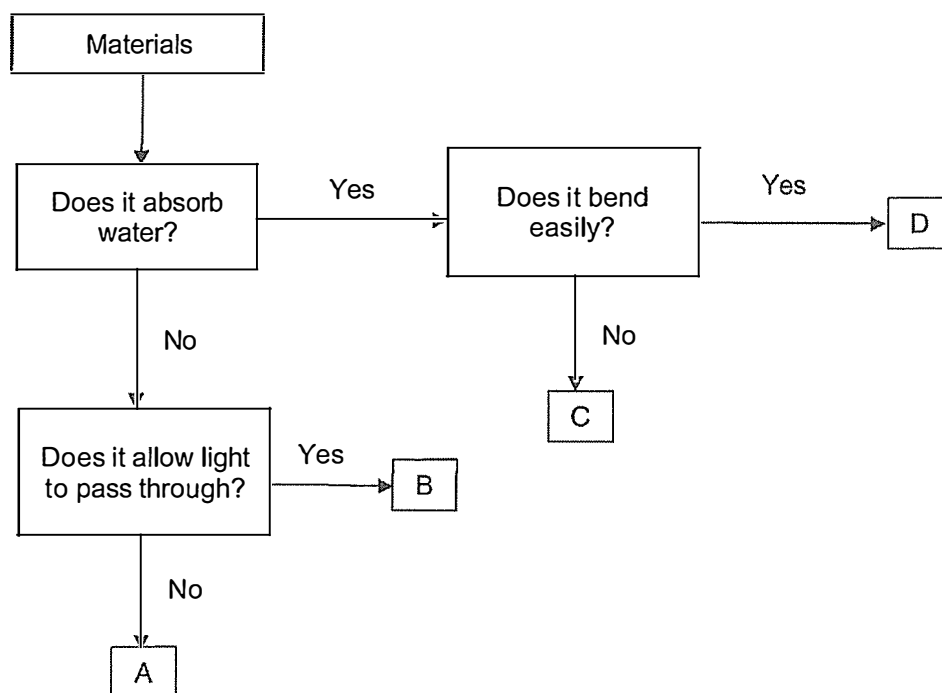 Materials
Does it absorb
water?
Yes
Does it bend
easily?
Yes
D
No
No
C
Does it allow light
to pass through?
Yes
B
No
A